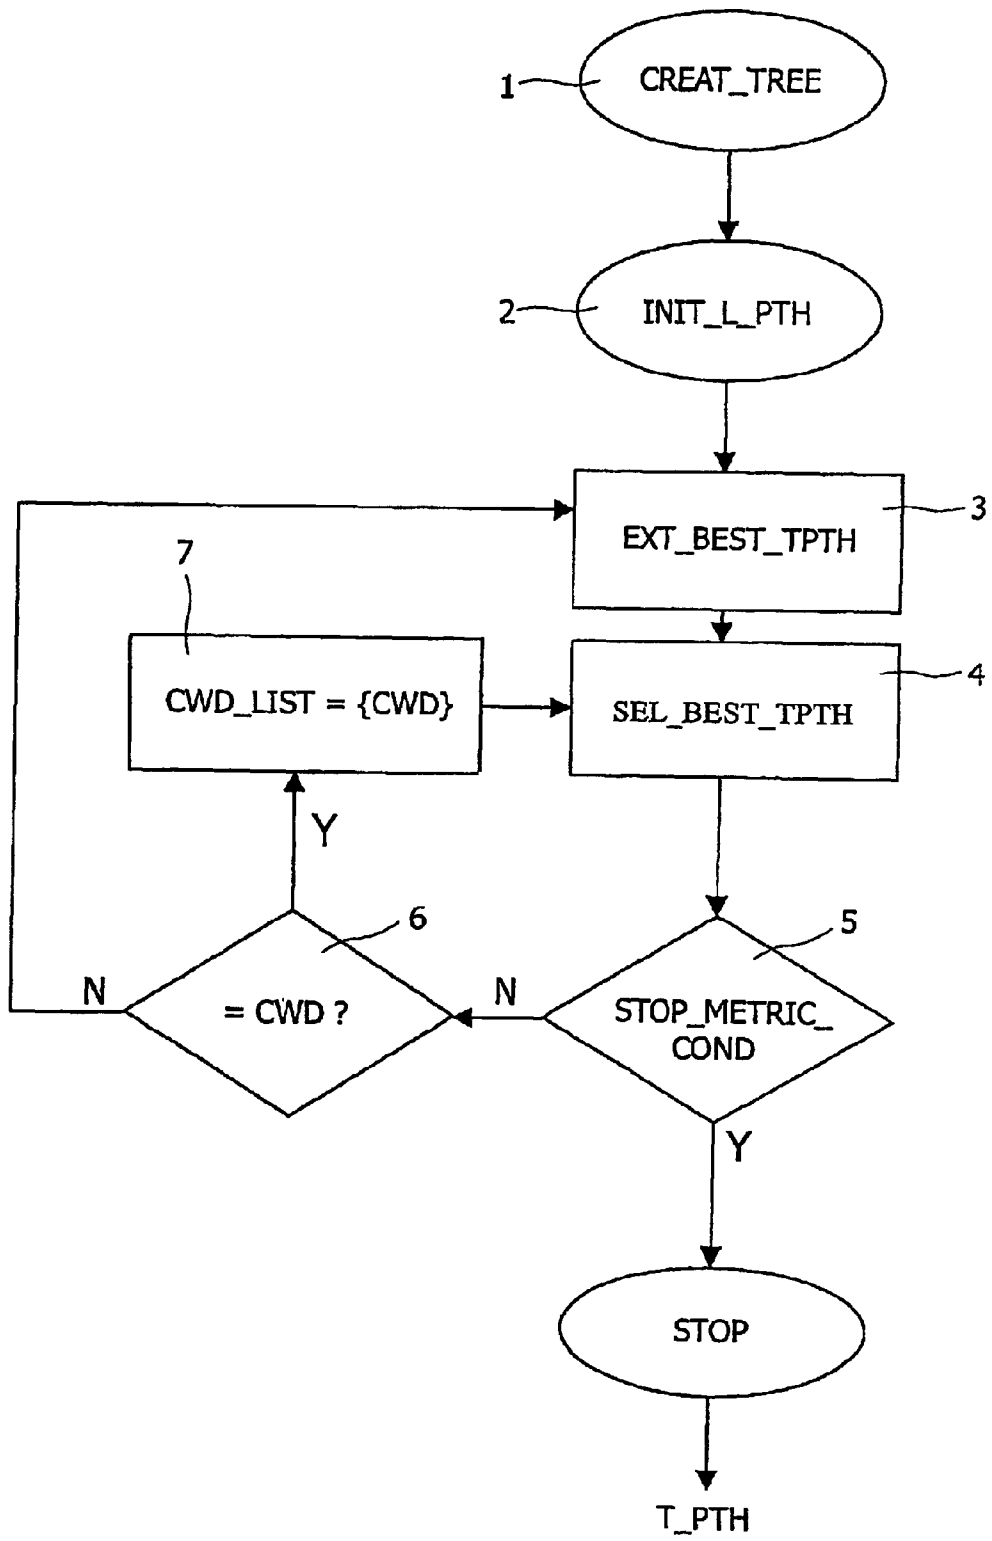 1
CREAT_TREE
2
INIT_L_PTH
3
EXT_BEST_TPTH
7
CWD_LIST = {CWD}
4
SEL_BEST_TPTH
Y
6
5
N
= CWD ?
N
STOP_METRIC_
COND
Y
STOP
T_PTH